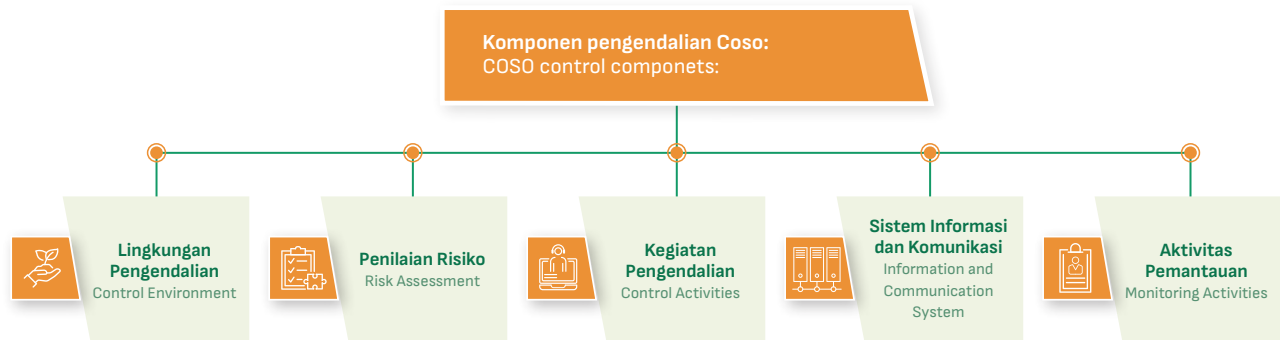 Komponen pengendalian Coso:
COSO control componets:
Lingkungan
Pengendalian
Control Environment
Penilaian Risiko
Risk Assessment
Kegiatan
Pengendalian
Control Activities
Sistem Informasi
dan Komunikasi
Information and
Communication
System
Aktivitas
Pemantauan
Monitoring Activities